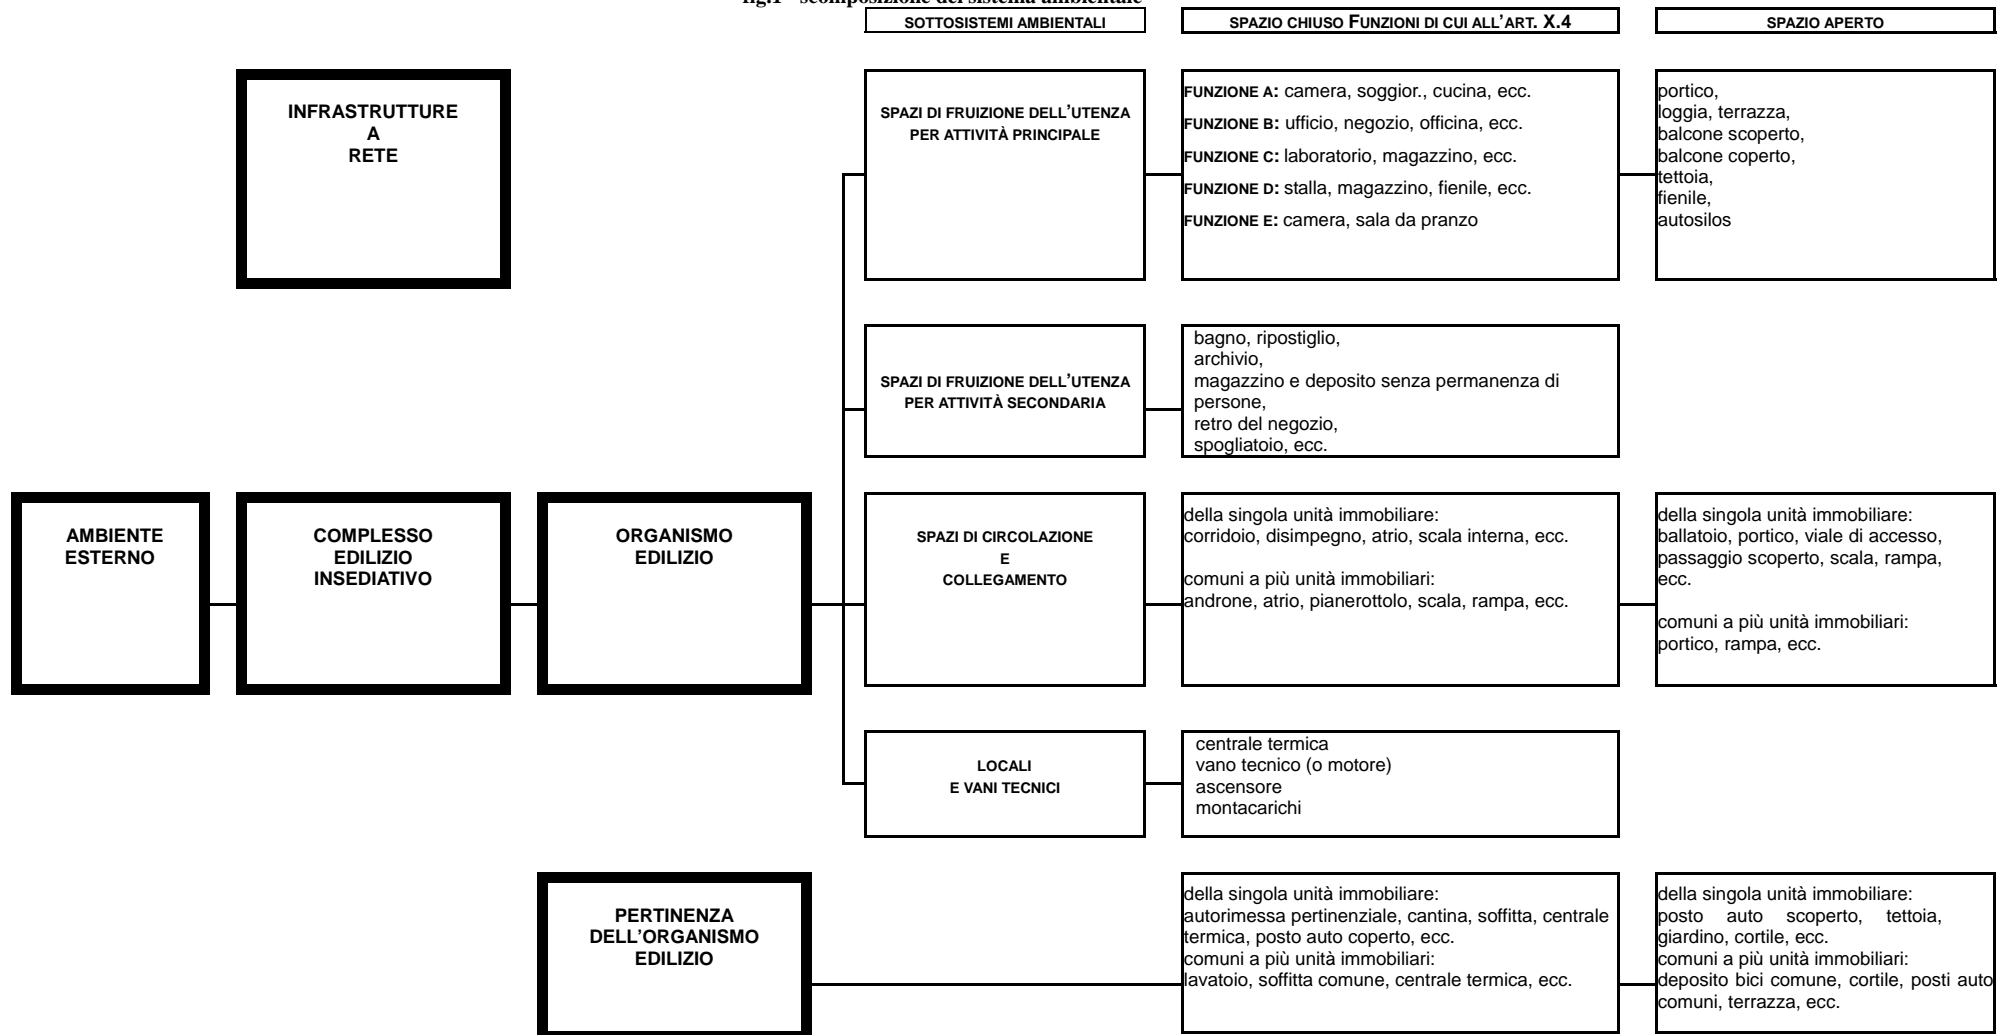 fig.1 - scomposizione del sistema ambientale
SOTTOSISTEMI AMBIENTALI
SPAZIO CHIUSO FUNZIONI DI CUI ALL'ART. X.4
SPAZIO APERTO
INFRASTRUTTURE
A
RETE
SPAZI DI FRUIZIONE DELL'UTENZA
PER ATTIVITÀ PRINCIPALE
FUNZIONE A: camera, soggior., cucina, ecc.
FUNZIONE B: ufficio, negozio, officina, ecc.
FUNZIONE C: laboratorio, magazzino, ecc.
FUNZIONE D: stalla, magazzino, fienile, ecc.
FUNZIONE E: camera, sala da pranzo
portico,
loggia, terrazza,
balcone scoperto,
balcone coperto,
tettoia,
fienile,
autosilos
SPAZI DI FRUIZIONE DELL'UTENZA
PER ATTIVITÀ SECONDARIA
bagno, ripostiglio,
archivio,
magazzino e deposito senza permanenza di
persone,
retro del negozio,
spogliatoio, ecc.
AMBIENTE
ESTERNO
COMPLESSO
EDILIZIO
INSEDIATIVO
ORGANISMO
EDILIZIO
SPAZI DI CIRCOLAZIONE
E
COLLEGAMENTO
della singola unità immobiliare:
corridoio, disimpegno, atrio, scala interna, ecc.
comuni a più unità immobiliari:
androne, atrio, pianerottolo, scala, rampa, ecc.
della singola unità immobiliare:
ballatoio, portico, viale di accesso,
passaggio scoperto, scala, rampa,
ecc.
comuni a più unità immobiliari:
portico, rampa, ecc.
LOCALI
E VANI TECNICI
centrale termica
vano tecnico (o motore)
ascensore
montacarichi
PERTINENZA
DELL'ORGANISMO
EDILIZIO
della singola unità immobiliare:
autorimessa pertinenziale, cantina, soffitta, centrale
termica, posto auto coperto, ecc.
comuni a più unità immobiliari:
lavatoio, soffitta comune, centrale termica, ecc.
della singola unità immobiliare:
posto auto scoperto, tettoia,
giardino, cortile, ecc.
comuni a più unità immobiliari:
deposito bici comune, cortile, posti auto
comuni, terrazza, ecc.